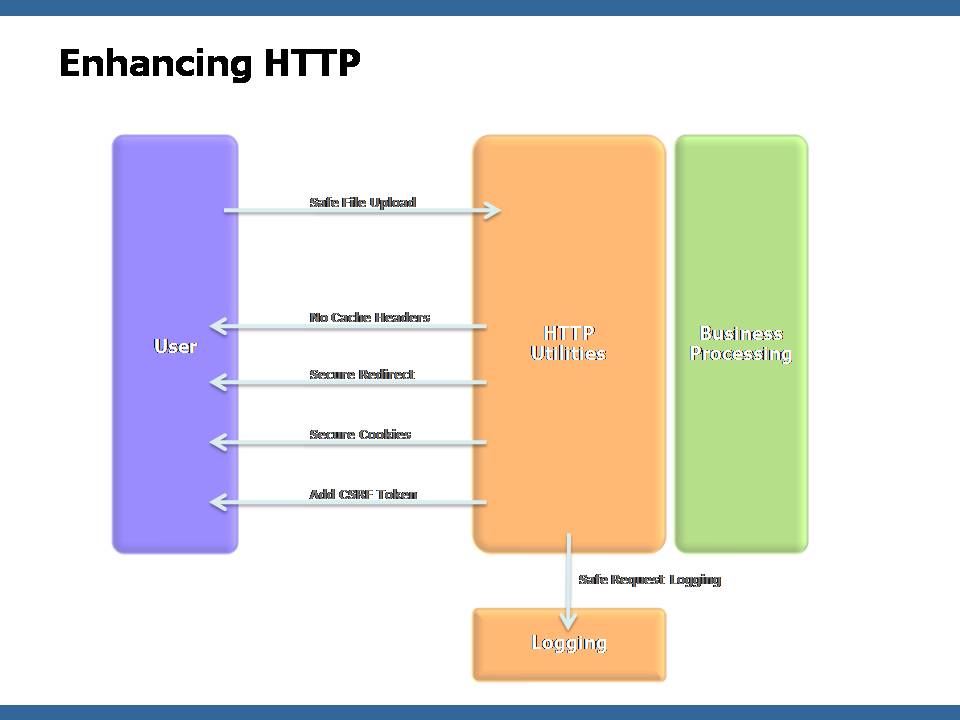 Enhancing HTTP
Safe File Upload
No Cache Headers
User
HTTP
Utilities
Business
Processing
Secure Redirect
Secure Cookies
Add CSRF Token
Safe Request Logging
Logging